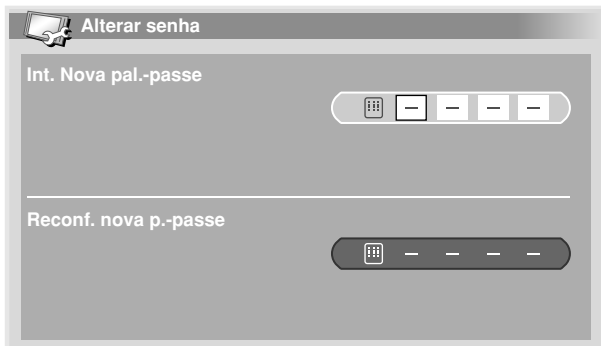 Alterar senha
Int. Nova pal.-passe
– – – –
Reconf. nova p.-passe
– – – –